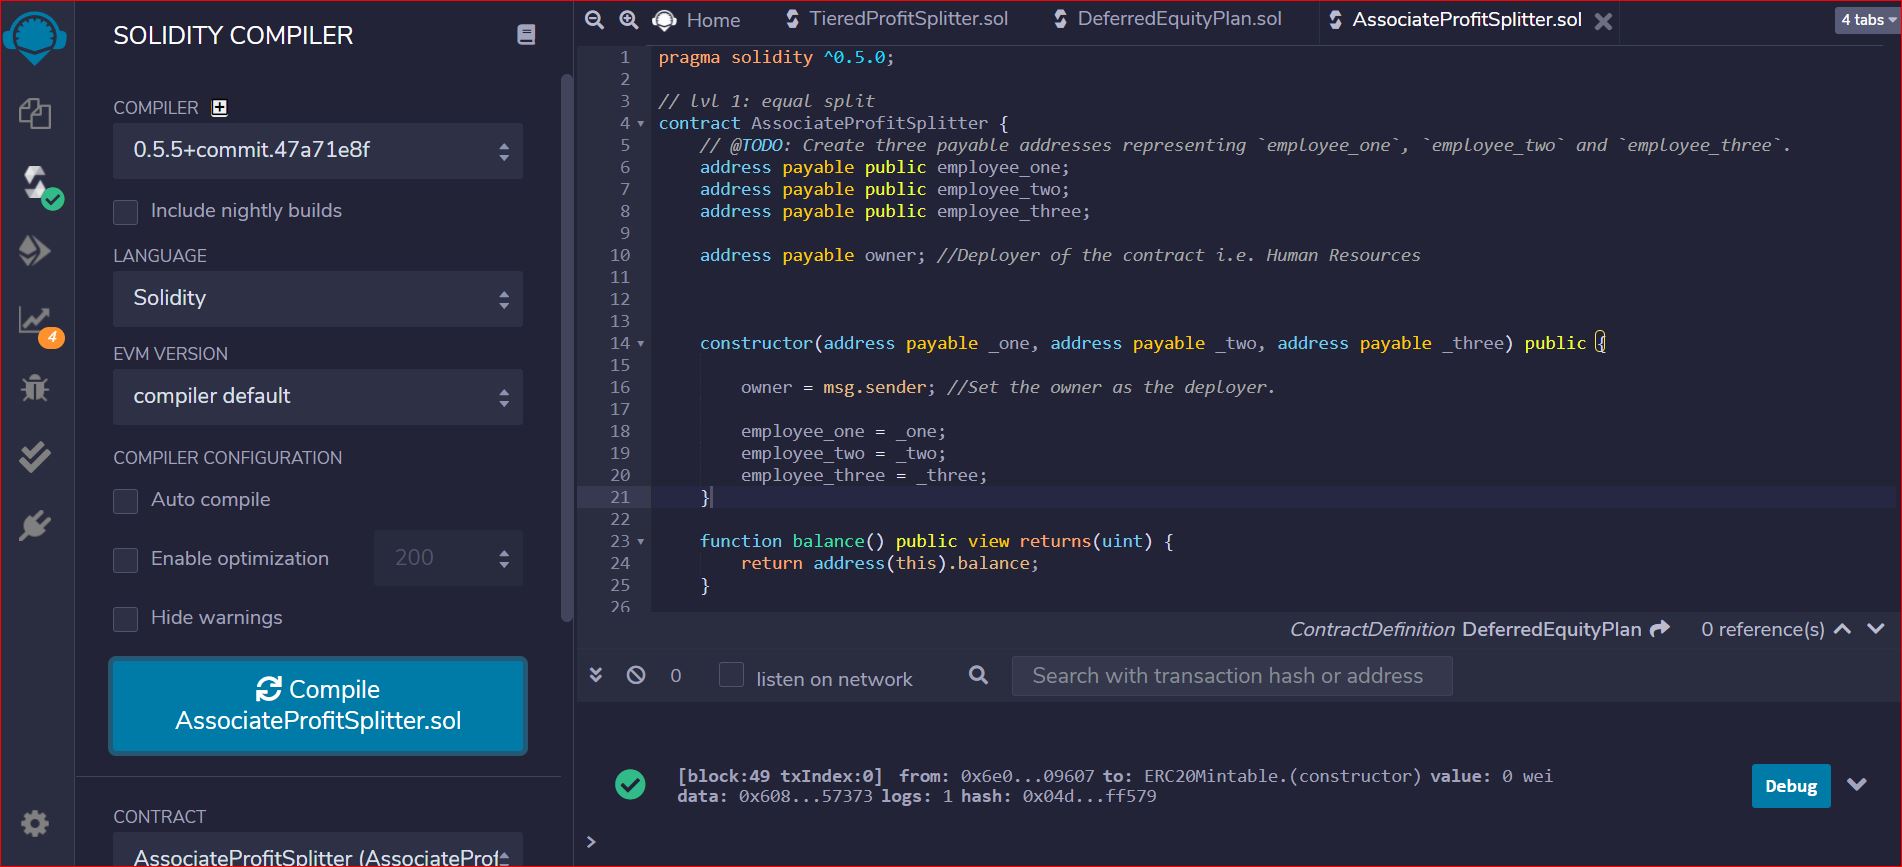 SOLIDITY COMPILER
COMPILER
0.5.5+commit.47a71e8f
Include nightly builds
LANGUAGE
Solidity
4
EVM VERSION
compiler default
COMPILER CONFIGURATION
Auto compile
Enable optimization
200
Hide warnings
Compile
AssociateProfitSplitter.sol
CONTRACT
AssociateProfitSplitter (AssociateProf
Home
TieredProfitSplitter.sol
DeferredEquityPlan.sol
AssociateProfitSplitter.sol
4 tabs
1 pragma solidity ^0.5.0;
2
3 // lvl 1: equal split
4 contract AssociateProfitSplitter {
5 // @TODO: Create three payable addresses representing `employee_one`, `employee_two` and `employee_three`.
6 address payable public employee_one;
7 address payable public employee_two;
8 address payable public employee_three;
9
10 address payable owner; //Deployer of the contract i.e. Human Resources
11
12
13
14 constructor(address payable _one, address payable _two, address payable _three) public {
15
16 owner = msg.sender; //Set the owner as the deployer.
17
18 employee_one = _one;
19 employee_two = _two;
20 employee_three = _three;
21 }
22
23 function balance() public view returns(uint) {
24 return address(this).balance;
25 }
26
ContractDefinition DeferredEquityPlan 0 reference(s)
0 listen on network Search with transaction hash or address
[block:49 txIndex:0] from: 0x6e0...09607 to: ERC20Mintable.(constructor) value: 0 wei
data: 0x608...57373 logs: 1 hash: 0x04d...ff579
Debug
>